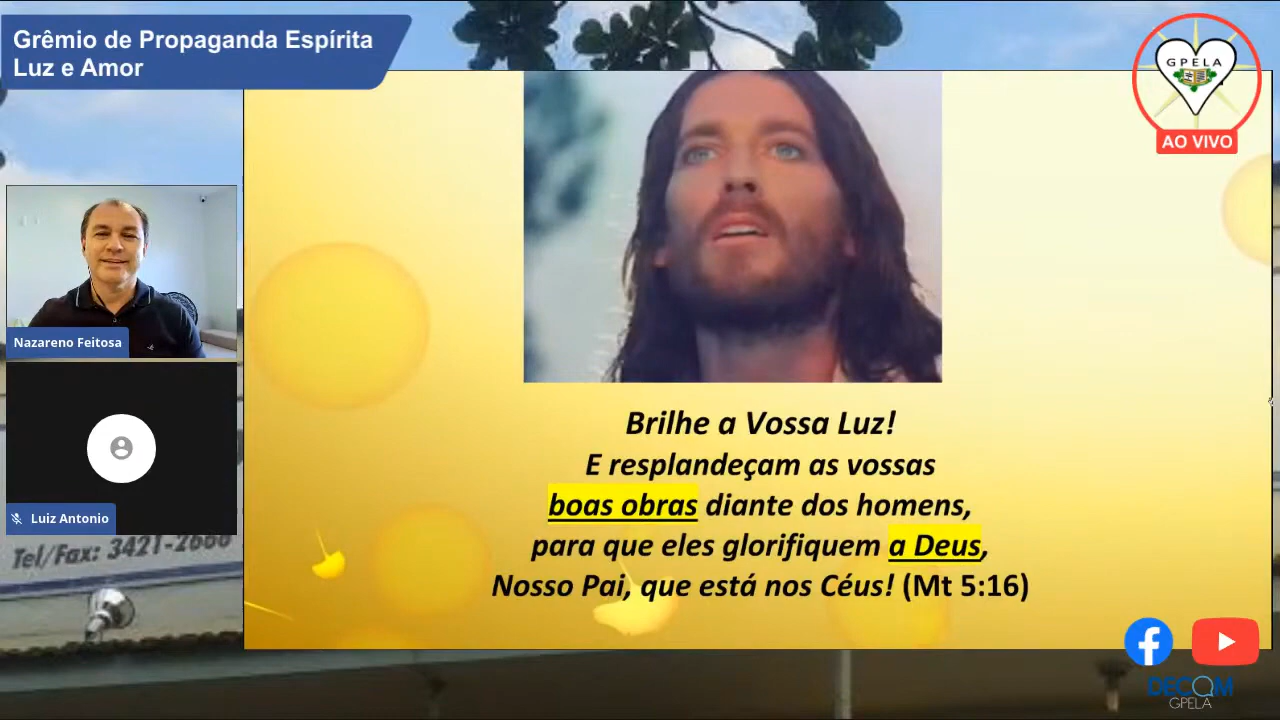 Grêmio de Propaganda Espírita
Luz e Amor
GPELA
AO VIVO
Nazareno Feitosa
Luiz Antonio
Tel/Fax: 3421-2666
Brilhe a Vossa Luz!
E resplandeçam as vossas
boas obras diante dos homens,
para que eles glorifiquem a Deus,
Nosso Pai, que está nos Céus! (Mt 5:16)
DECOM
GPELA